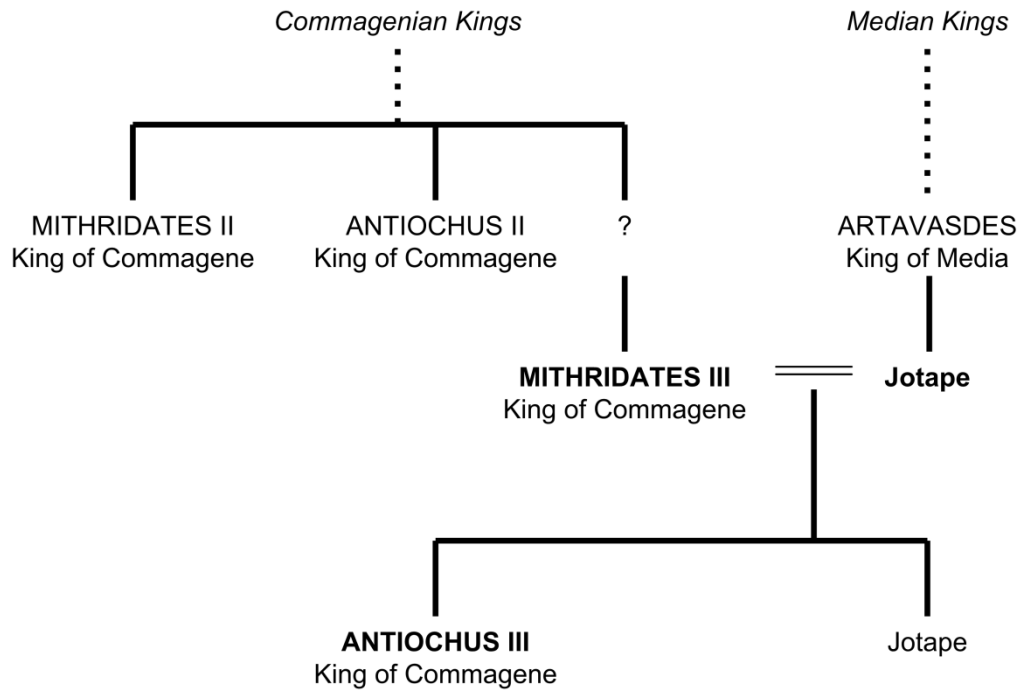 Commagenian Kings
Median Kings
MITHRIDATES II
King of Commagene
ANTIOCHUS II
King of Commagene
?
ARTAVASDES
King of Media
MITHRIDATES III
King of Commagene
Jotape
ANTIOCHUS III
King of Commagene
Jotape